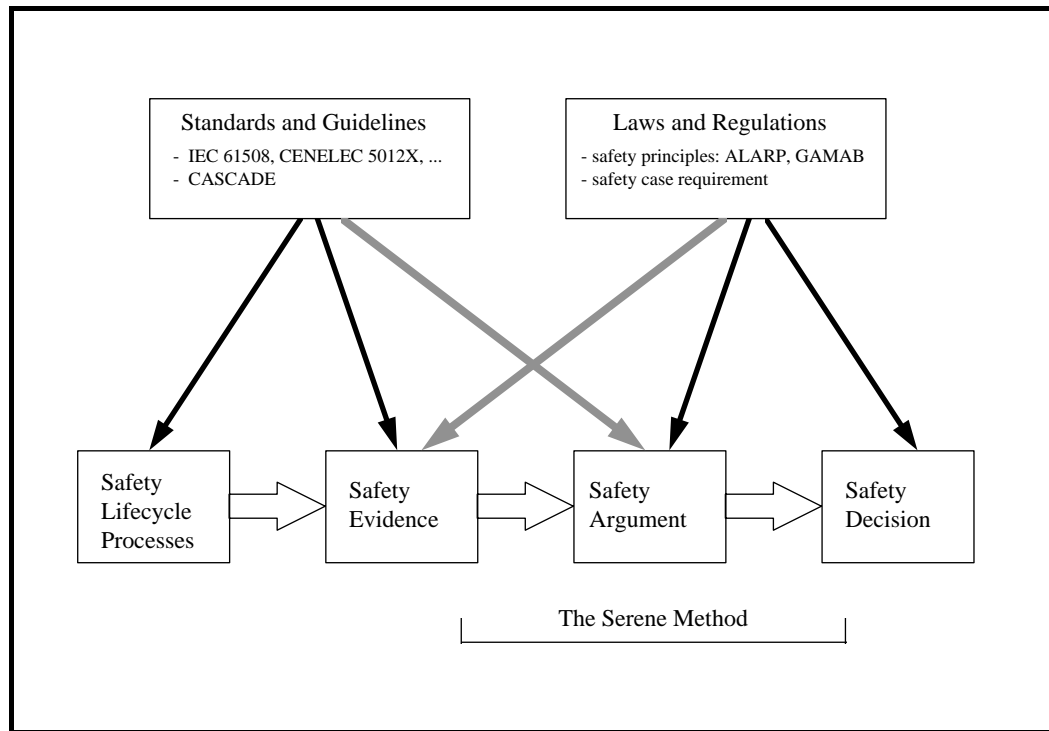 Standards and Guidelines
- IEC 61508, CENELEC 5012X, ...
- CASCADE
Laws and Regulations
- safety principles: ALARP, GAMAB
- safety case requirement
Safety
Lifecycle
Processes
Safety
Evidence
Safety
Argument
Safety
Decision
The Serene Method